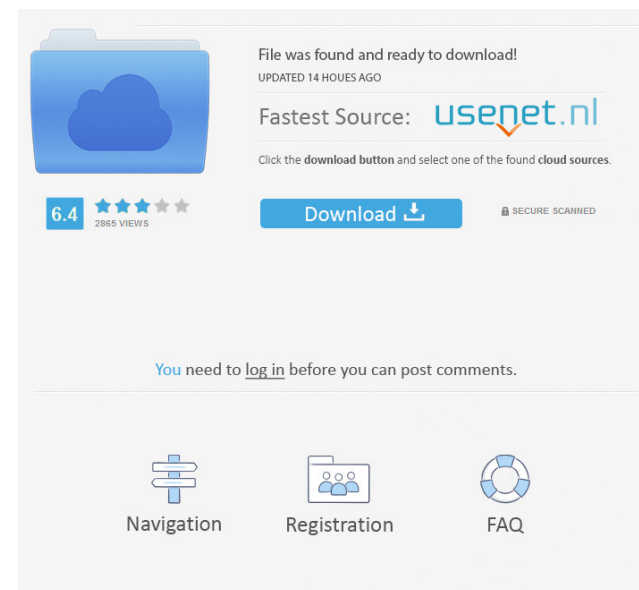 File was found and ready to download!
UPDATED 14 HOUES AGO
Fastest Source: usenet.nl
Click the download button and select one of the found cloud sources.
6.4
2865 VIEWS
Download
SECURE SCANNED
You need to log in before you can post comments.
Navigation
Registration
FAQ